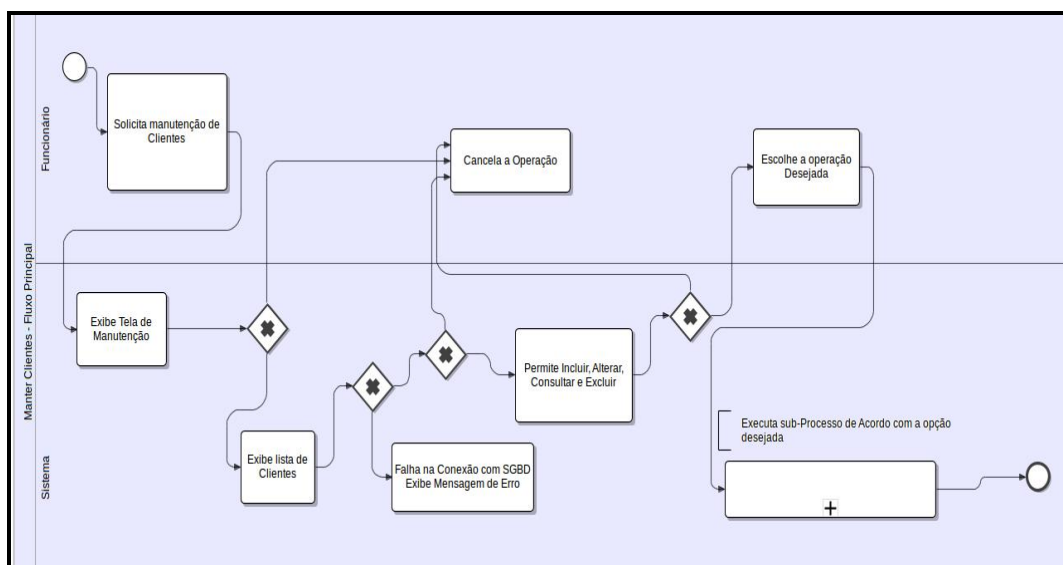 Manter Clientes - Fluxo Principal
Funcionário
Solicita manutenção de
Clientes
Cancela a Operação
Escolhe a operação
Desejada
Sistema
Exibe Tela de
Manutenção
Exibe lista de
Clientes
Falha na Conexão com SGBD
Exibe Mensagem de Erro
Permite Incluir, Alterar,
Consultar e Excluir
Executa sub-Processo de Acordo com a opção
desejada